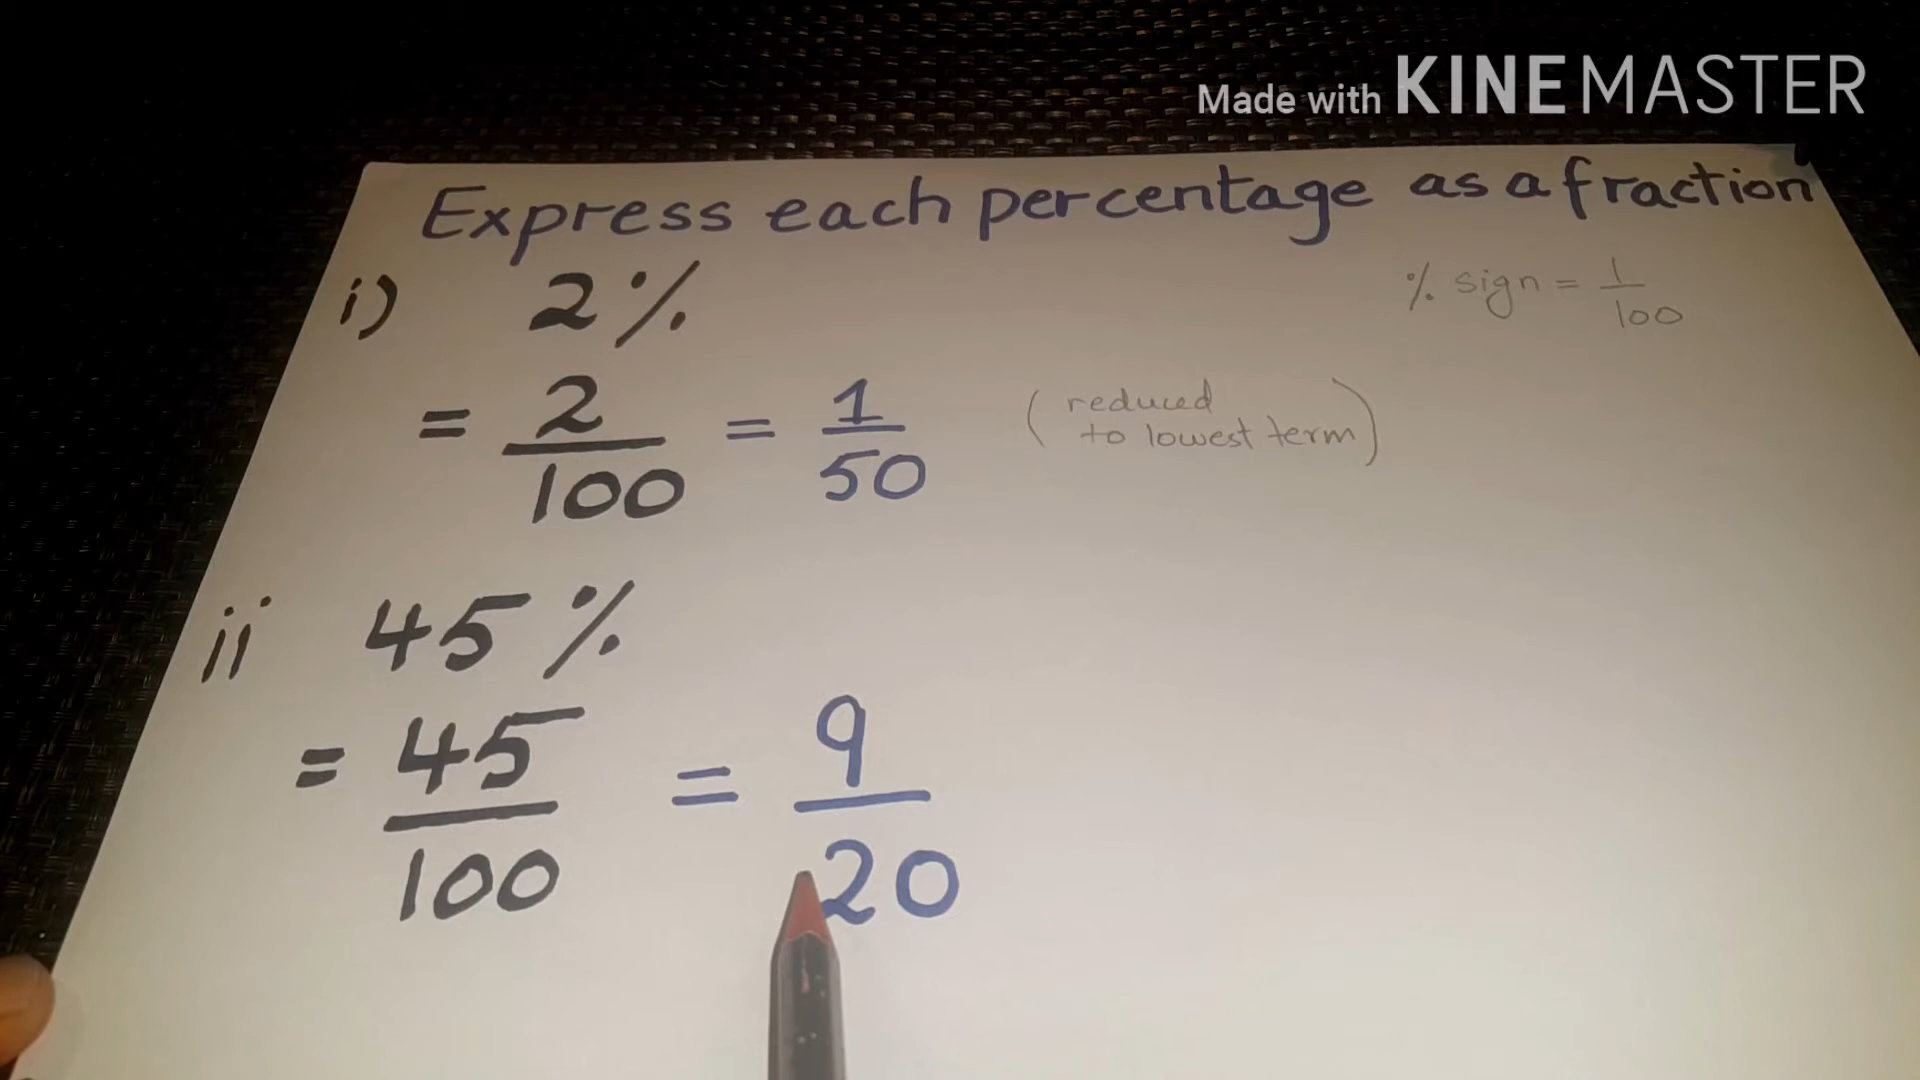 Made with KINEMASTER
Express each percentage as a fraction
i) 2%
% sign = 1/100
= 2/100 = 1/50 (reduced to lowest term)
ii 45%
= 45/100 = 9/20